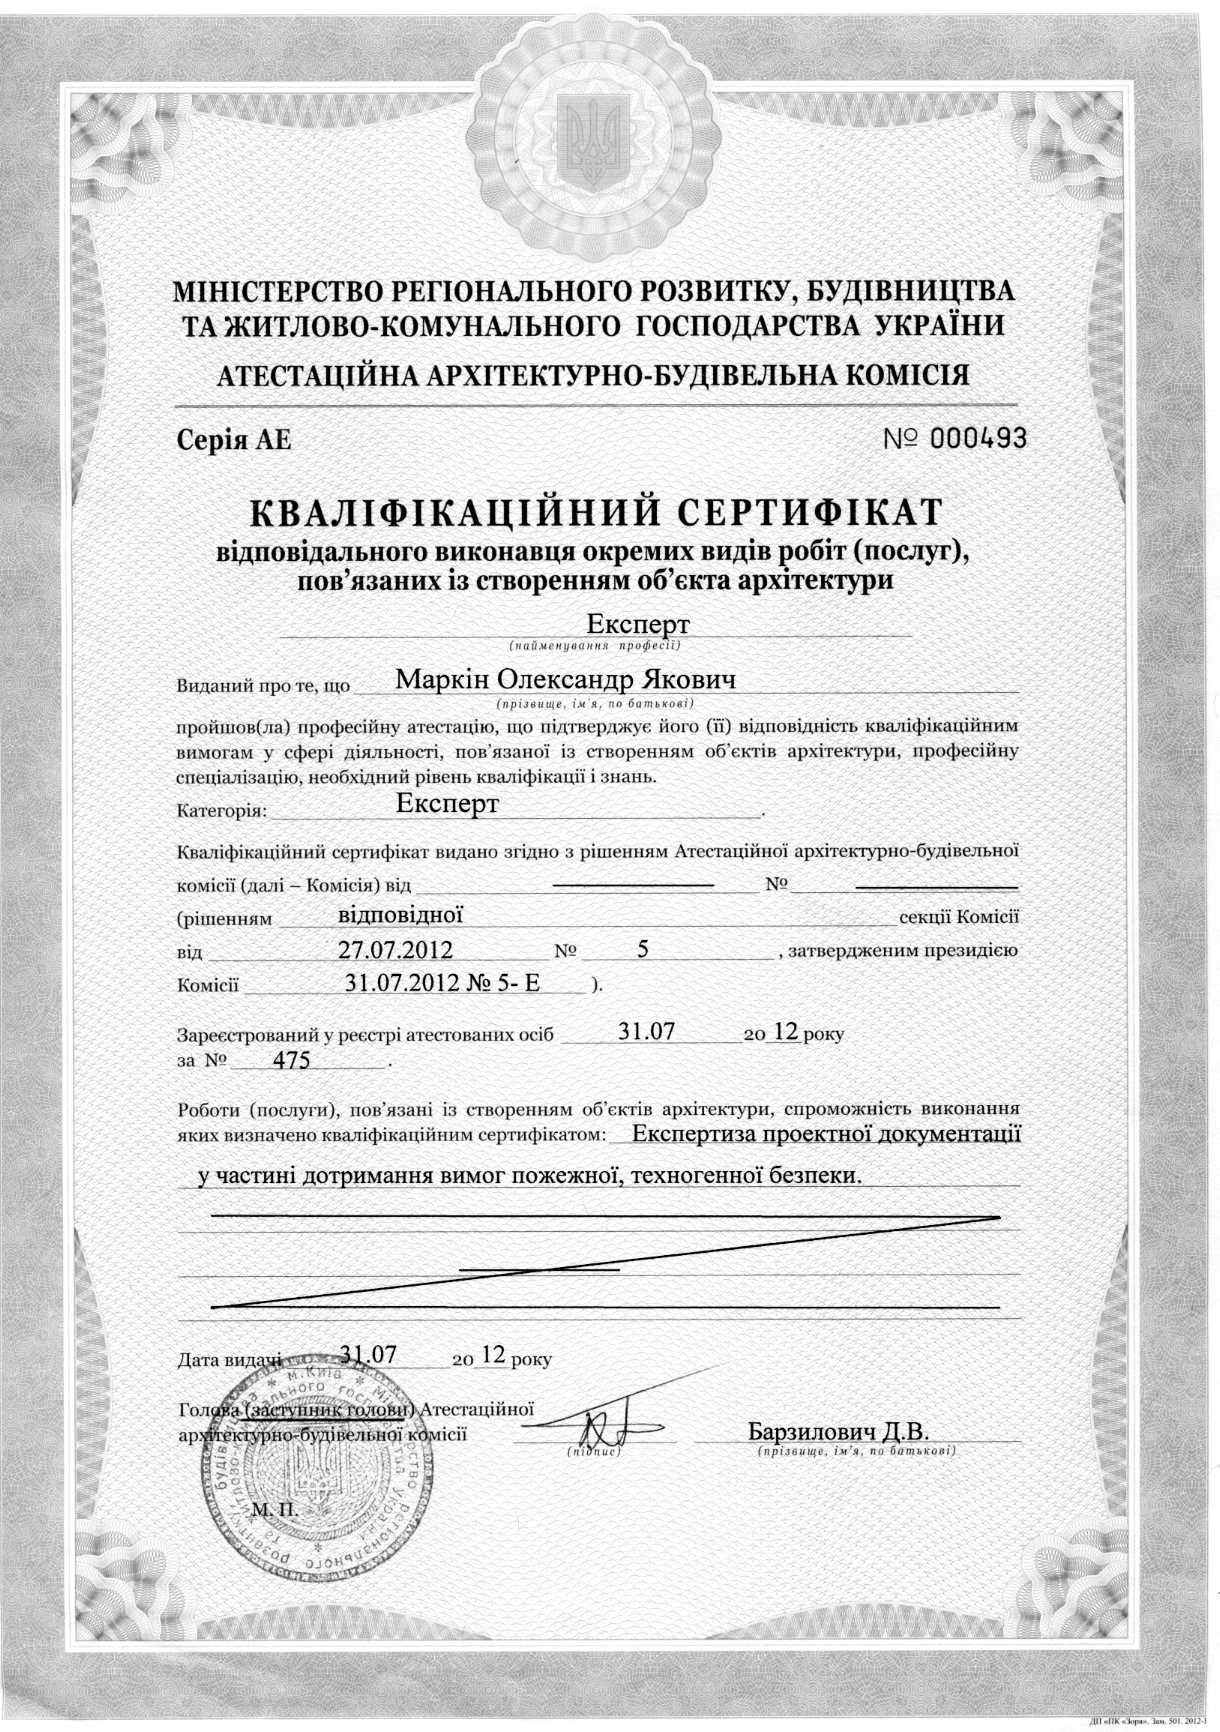 МІНІСТЕРСТВО РЕГІОНАЛЬНОГО РОЗВИТКУ, БУДІВНИЦТВА
ТА ЖИТЛОВО-КОМУНАЛЬНОГО ГОСПОДАРСТВА УКРАЇНИ
АТЕСТАЦІЙНА АРХІТЕКТУРНО-БУДІВЕЛЬНА КОМІСІЯ
Серія АЕ № 000493
КВАЛІФІКАЦІЙНИЙ СЕРТИФІКАТ
відповідального виконавця окремих видів робіт (послуг),
пов’язаних із створенням об’єкта архітектури
Експерт
(найменування професії)
Виданий про те, що Маркін Олександр Якович
(прізвище, ім’я, по батькові)
пройшов(ла) професійну атестацію, що підтверджує його (її) відповідність кваліфікаційним
вимогам у сфері діяльності, пов’язаної із створенням об’єктів архітектури, професійну
спеціалізацію, необхідний рівень кваліфікації і знань.
Категорія: Експерт.
Кваліфікаційний сертифікат видано згідно з рішенням Атестаційної архітектурно-будівельної
комісії (далі – Комісія) від №
(рішенням відповідної секції Комісії
від 27.07.2012 № 5, затвердженим президією
Комісії 31.07.2012 № 5- Е ).
Зареєстрований у реєстрі атестованих осіб 31.07 20 12 року
за № 475.
Роботи (послуги), пов’язані із створенням об’єктів архітектури, спроможність виконання
яких визначено кваліфікаційним сертифікатом: Експертиза проектної документації
у частині дотримання вимог пожежної, техногенної безпеки.
Дата видачі 31.07 20 12 року
Голова (заступник голови) Атестаційної
архітектурно-будівельної комісії Барзилович Д.В.
(підпис) (прізвище, ім’я, по батькові)
М. П.
ДП «ПК «Зоря». Зам. 501. 2012-І